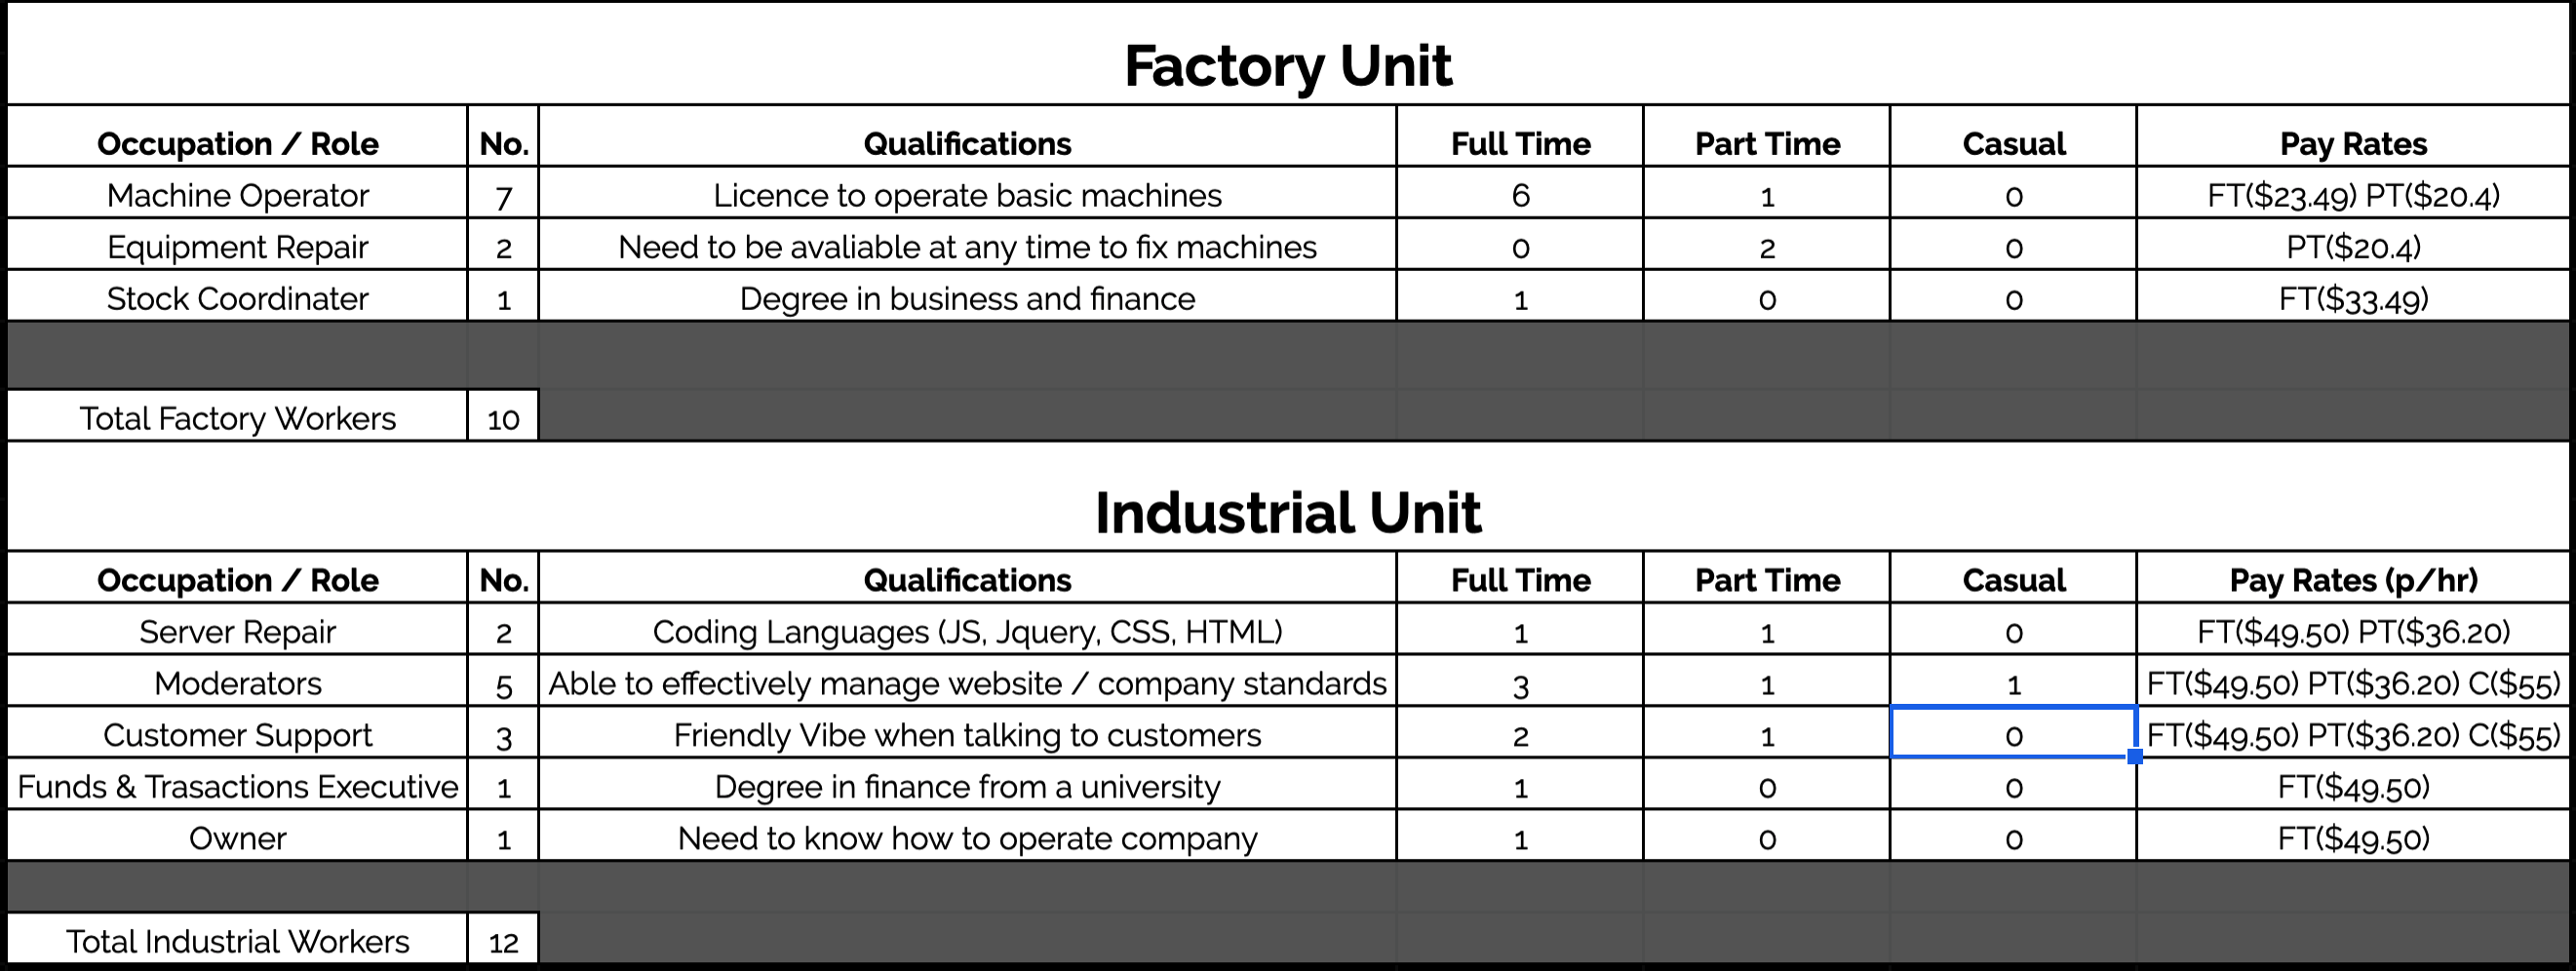 Factory Unit
Occupation / Role No. Qualifications Full Time Part Time Casual Pay Rates
Machine Operator 7 Licence to operate basic machines 6 1 0 FT($23.49) PT($20.4)
Equipment Repair 2 Need to be avaliable at any time to fix machines 0 2 0 PT($20.4)
Stock Coordinater 1 Degree in business and finance 1 0 0 FT($33.49)
Total Factory Workers 10
Industrial Unit
Occupation / Role No. Qualifications Full Time Part Time Casual Pay Rates (p/hr)
Server Repair 2 Coding Languages (JS, Jquery, CSS, HTML) 1 1 0 FT($49.50) PT($36.20)
Moderators 5 Able to effectively manage website / company standards 3 1 1 FT($49.50) PT($36.20) C($55)
Customer Support 3 Friendly Vibe when talking to customers 2 1 0 FT($49.50) PT($36.20) C($55)
Funds & Trasactions Executive 1 Degree in finance from a university 1 0 0 FT($49.50)
Owner 1 Need to know how to operate company 1 0 0 FT($49.50)
Total Industrial Workers 12